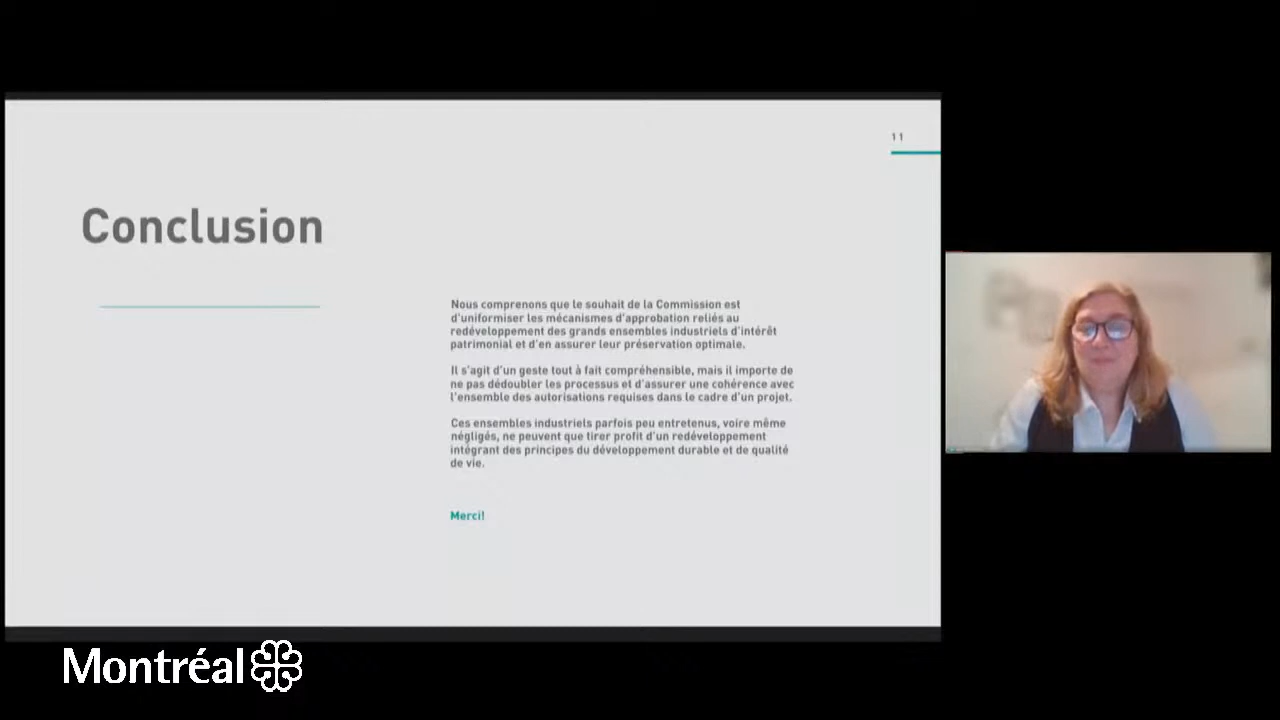 11
Conclusion
Nous comprenons que le souhait de la Commission est
d'uniformiser les mécanismes d'approbation reliés au
redéveloppement des grands ensembles industriels d'intérêt
patrimonial et d'en assurer leur préservation optimale.
Il s'agit d'un geste tout à fait compréhensible, mais il importe de
ne pas dédoubler les processus et d'assurer une cohérence avec
l'ensemble des autorisations requises dans le cadre d'un projet.
Ces ensembles industriels parfois peu entretenus, voire même
négligés, ne peuvent que tirer profit d'un redéveloppement
intégrant des principes du développement durable et de qualité
de vie.
Merci!
Montréal